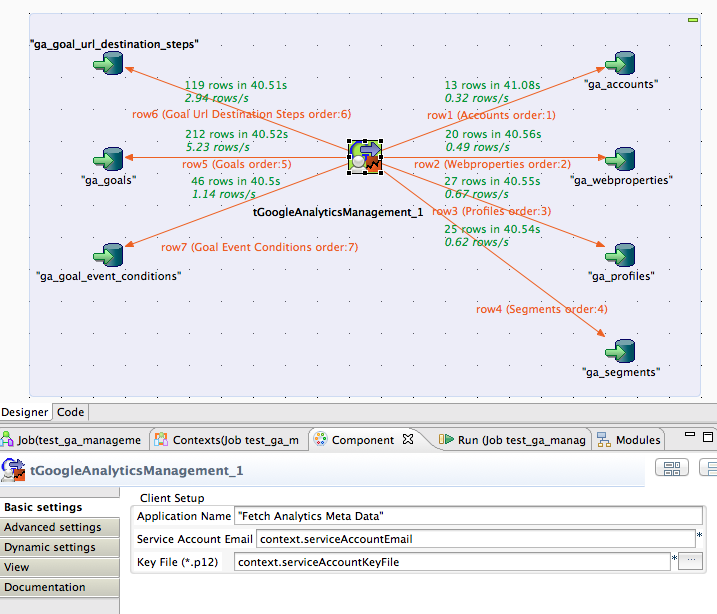 "ga_goal_url_destination_steps"
119 rows in 40.51s
2.94 rows/s
row6 (Goal Url Destination Steps order:6)
13 rows in 41.08s
0.32 rows/s
"ga_accounts"
row1 (Accounts order:1)
212 rows in 40.52s
5.23 rows/s
row5 (Goals order:5)
"ga_goals"
20 rows in 40.56s
0.49 rows/s
row2 (Webproperties order:2)
"ga_webproperties"
46 rows in 40.5s
1.14 rows/s
row7 (Goal Event Conditions order:7)
"ga_goal_event_conditions"
tGoogleAnalyticsManagement_1
27 rows in 40.55s
0.67 rows/s
row3 (Profiles order:3)
"ga_profiles"
25 rows in 40.54s
0.62 rows/s
row4 (Segments order:4)
"ga_segments"
Designer Code
Job(test_ga_manageme Contexts(Job test_ga_m Component Run (Job test_ga_manag Modules
tGoogleAnalyticsManagement_1
Basic settings
Advanced settings
Dynamic settings
View
Documentation
Client Setup
Application Name "Fetch Analytics Meta Data"
Service Account Email context.serviceAccountEmail *
Key File (*.p12) context.serviceAccountKeyFile * ...